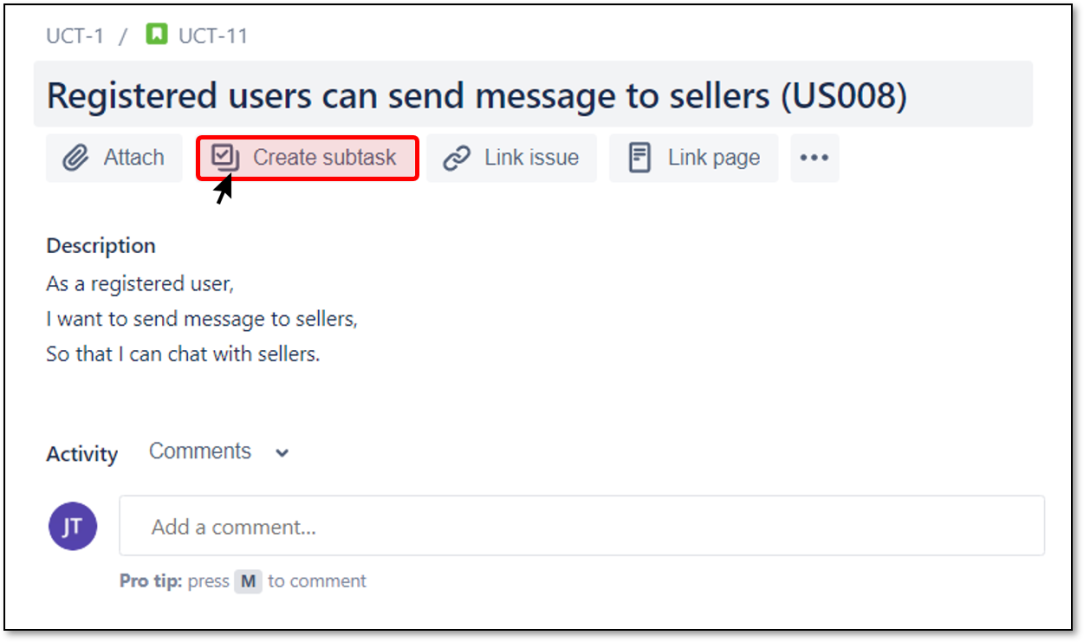 UCT-1 / UCT-11
Registered users can send message to sellers (US008)
Attach Create subtask Link issue Link page
Description
As a registered user,
I want to send message to sellers,
So that I can chat with sellers.
Activity Comments
JT Add a comment...
Pro tip: press M to comment